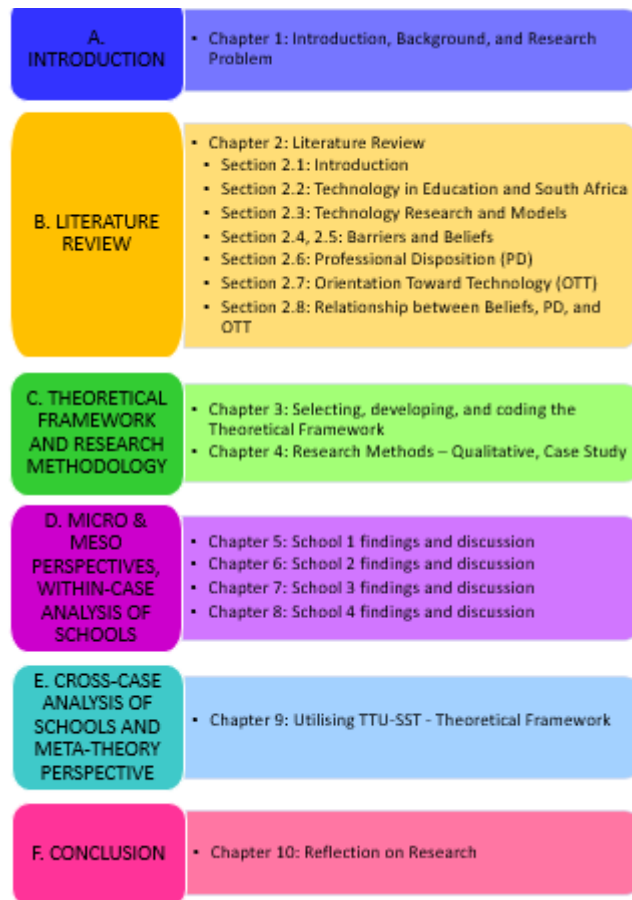 A.
INTRODUCTION
• Chapter 1: Introduction, Background, and Research
Problem
B. LITERATURE
REVIEW
• Chapter 2: Literature Review
• Section 2.1: Introduction
• Section 2.2: Technology in Education and South Africa
• Section 2.3: Technology Research and Models
• Section 2.4, 2.5: Barriers and Beliefs
• Section 2.6: Professional Disposition (PD)
• Section 2.7: Orientation Toward Technology (OTT)
• Section 2.8: Relationship between Beliefs, PD, and
OTT
C. THEORETICAL
FRAMEWORK
AND RESEARCH
METHODOLOGY
• Chapter 3: Selecting, developing, and coding the
Theoretical Framework
• Chapter 4: Research Methods – Qualitative, Case Study
D. MICRO &
MESO
PERSPECTIVES,
WITHIN-CASE
ANALYSIS OF
SCHOOLS
• Chapter 5: School 1 findings and discussion
• Chapter 6: School 2 findings and discussion
• Chapter 7: School 3 findings and discussion
• Chapter 8: School 4 findings and discussion
E. CROSS-CASE
ANALYSIS OF
SCHOOLS AND
META-THEORY
PERSPECTIVE
• Chapter 9: Utilising TTU-SST - Theoretical Framework
F. CONCLUSION
• Chapter 10: Reflection on Research